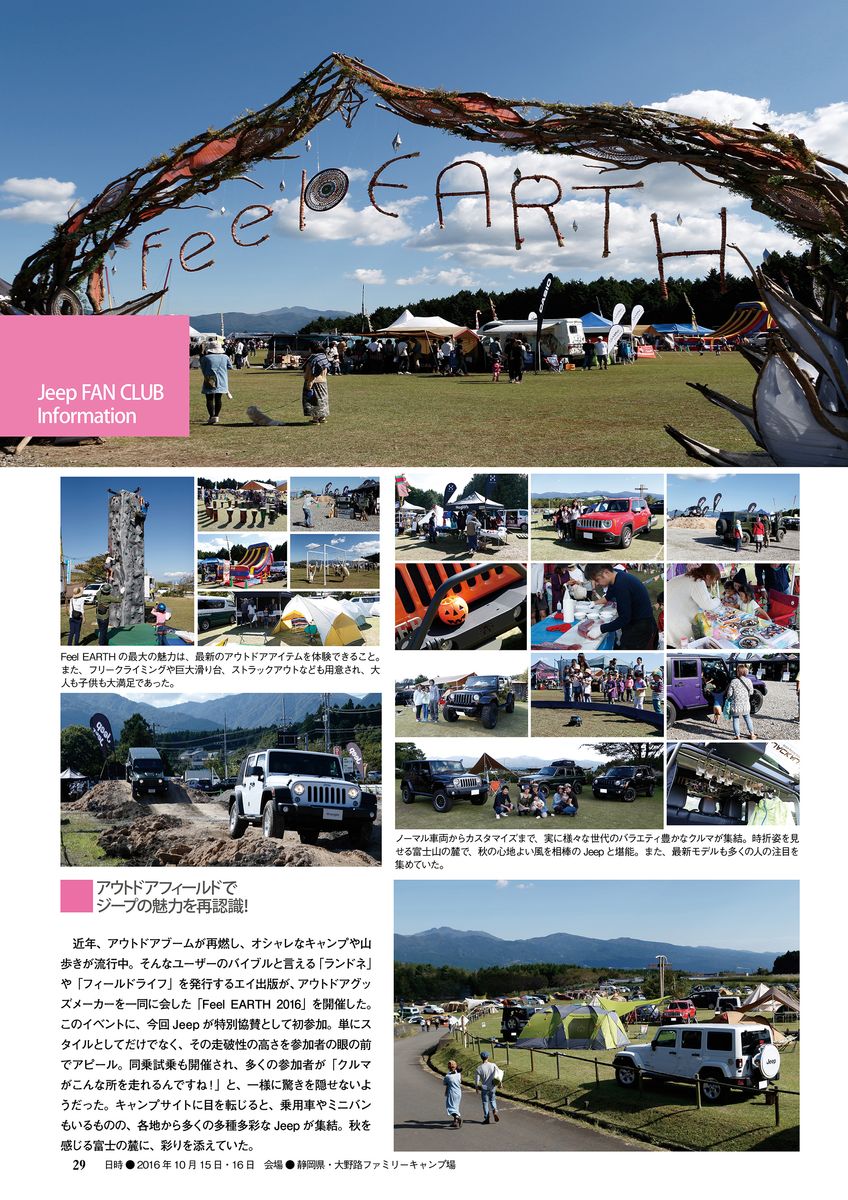 Feel EARTH
Jeep FAN CLUB
Information
Feel EARTH の最大の魅力は、最新のアウトドアアイテムを体験できること。
また、フリークライミングや巨大滑り台、ストラックアウトなども用意され、大
人も子供も大満足であった。
Jeep
ノーマル車両からカスタマイズまで、実に様々な世代のバラエティ豊かなクルマが集結。時折姿を見
せる富士山の麓で、秋の心地よい風を相棒の Jeep と堪能。また、最新モデルも多くの人の注目を
集めていた。
アウトドアフィールドで
ジープの魅力を再認識！
近年、アウトドアブームが再燃し、オシャレなキャンプや山
歩きが流行中。そんなユーザーのバイブルと言える「ランドネ」
や「フィールドライフ」を発行するエイ出版が、アウトドアグッ
ズメーカーを一同に会した「Feel EARTH 2016」を開催した。
このイベントに、今回 Jeep が特別協賛として初参加。単にス
タイルとしてだけでなく、その走破性の高さを参加者の眼の前
でアピール。同乗試乗も開催され、多くの参加者が「クルマ
がこんな所を走れるんですね！」と、一様に驚きを隠せないよ
うだった。キャンプサイトに目を転じると、乗用車やミニバン
もいるものの、各地から多くの多種多彩な Jeep が集結。秋を
感じる富士の麓に、彩りを添えていた。
Jeep
29 日時 ● 2016 年 10 月 15 日・16 日 会場 ● 静岡県・大野路ファミリーキャンプ場